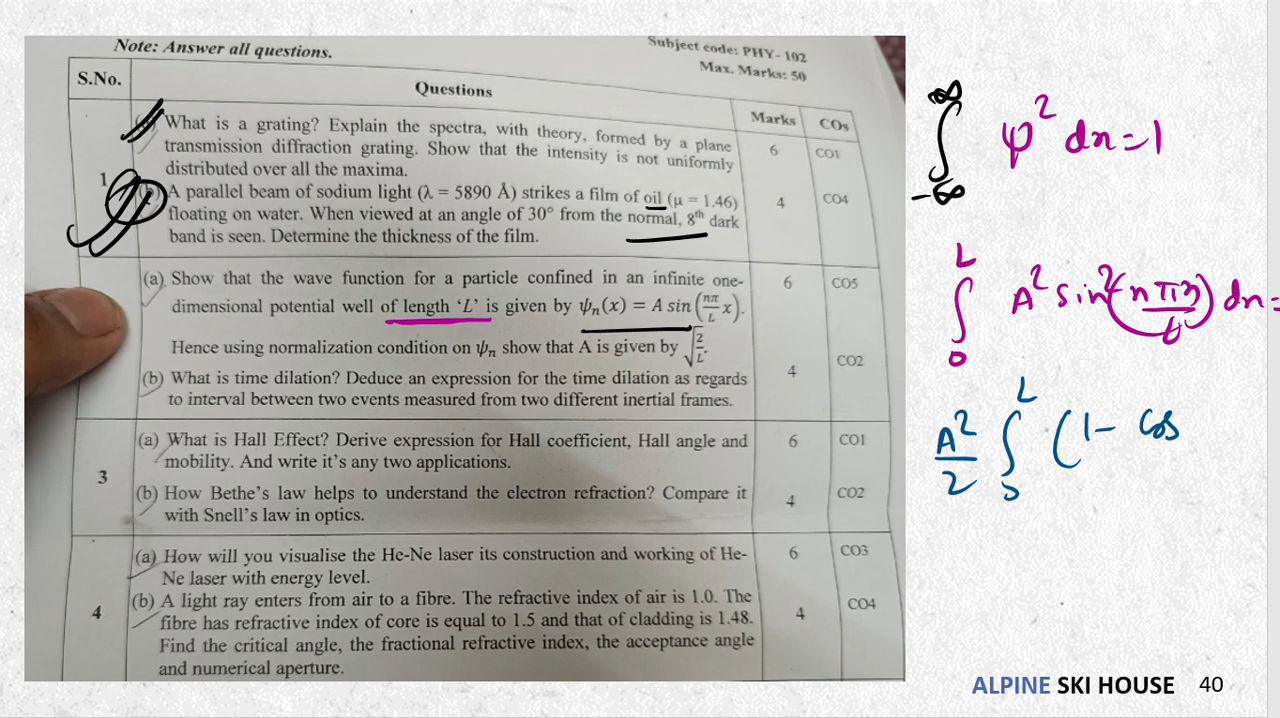 Note: Answer all questions.
Subject code: PHY- 102
Max. Marks: 50
S.No. Questions Marks COs
1
What is a grating? Explain the spectra, with theory, formed by a plane 6 CO1
transmission diffraction grating. Show that the intensity is not uniformly
distributed over all the maxima.
A parallel beam of sodium light (λ = 5890 Å) strikes a film of oil (μ = 1.46) 4 CO4
floating on water. When viewed at an angle of 30° from the normal, 8th dark
band is seen. Determine the thickness of the film.
(a) Show that the wave function for a particle confined in an infinite one- 6 CO5
dimensional potential well of length ‘L’ is given by ψn(x) = A sin(nπ/L x).
Hence using normalization condition on ψn show that A is given by √2/L.
(b) What is time dilation? Deduce an expression for the time dilation as regards 4 CO2
to interval between two events measured from two different inertial frames.
3
(a) What is Hall Effect? Derive expression for Hall coefficient, Hall angle and 6 CO1
mobility. And write it’s any two applications.
(b) How Bethe’s law helps to understand the electron refraction? Compare it 4 CO2
with Snell’s law in optics.
4
(a) How will you visualise the He-Ne laser its construction and working of He- 6 CO3
Ne laser with energy level.
(b) A light ray enters from air to a fibre. The refractive index of air is 1.0. The 4 CO4
fibre has refractive index of core is equal to 1.5 and that of cladding is 1.48.
Find the critical angle, the fractional refractive index, the acceptance angle
and numerical aperture.
∫-∞^∞ ψ² dx = 1
∫0^L A² sin²(nπx/L) dx =
A²/2 ∫0^L (1 - cos
ALPINE SKI HOUSE 40